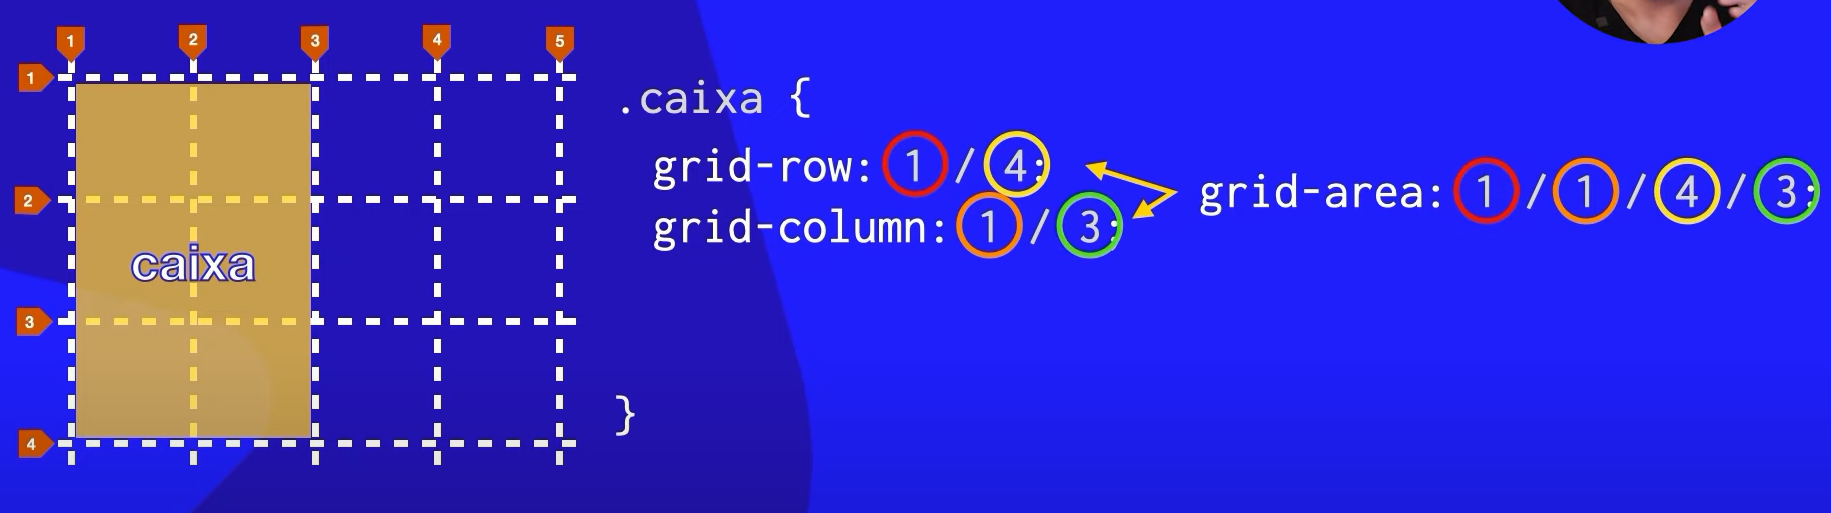 1 2 3 4 5
1
2
3
4
caixa
.caixa {
grid-row: 1 / 4;
grid-column: 1 / 3;
}
grid-area: 1 / 1 / 4 / 3;